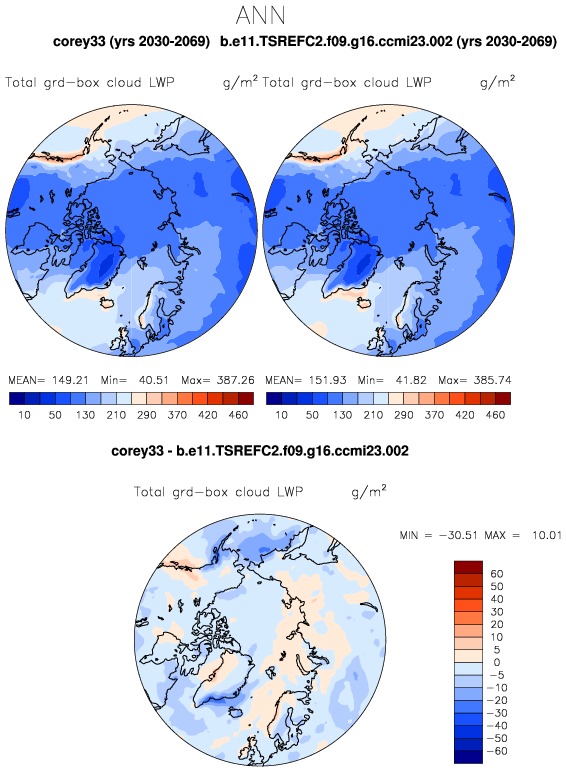 ANN
corey33 (yrs 2030-2069) b.e11.TSREFC2.f09.g16.ccmi23.002 (yrs 2030-2069)
Total grd-box cloud LWP g/m² Total grd-box cloud LWP g/m²
MEAN= 149.21 Min= 40.51 Max= 387.26 MEAN= 151.93 Min= 41.82 Max= 385.74
10 50 130 210 290 370 420 460 10 50 130 210 290 370 420 460
corey33 - b.e11.TSREFC2.f09.g16.ccmi23.002
Total grd-box cloud LWP g/m²
MIN = -30.51 MAX = 10.01
60
50
40
30
20
10
5
0
-5
-10
-20
-30
-40
-50
-60